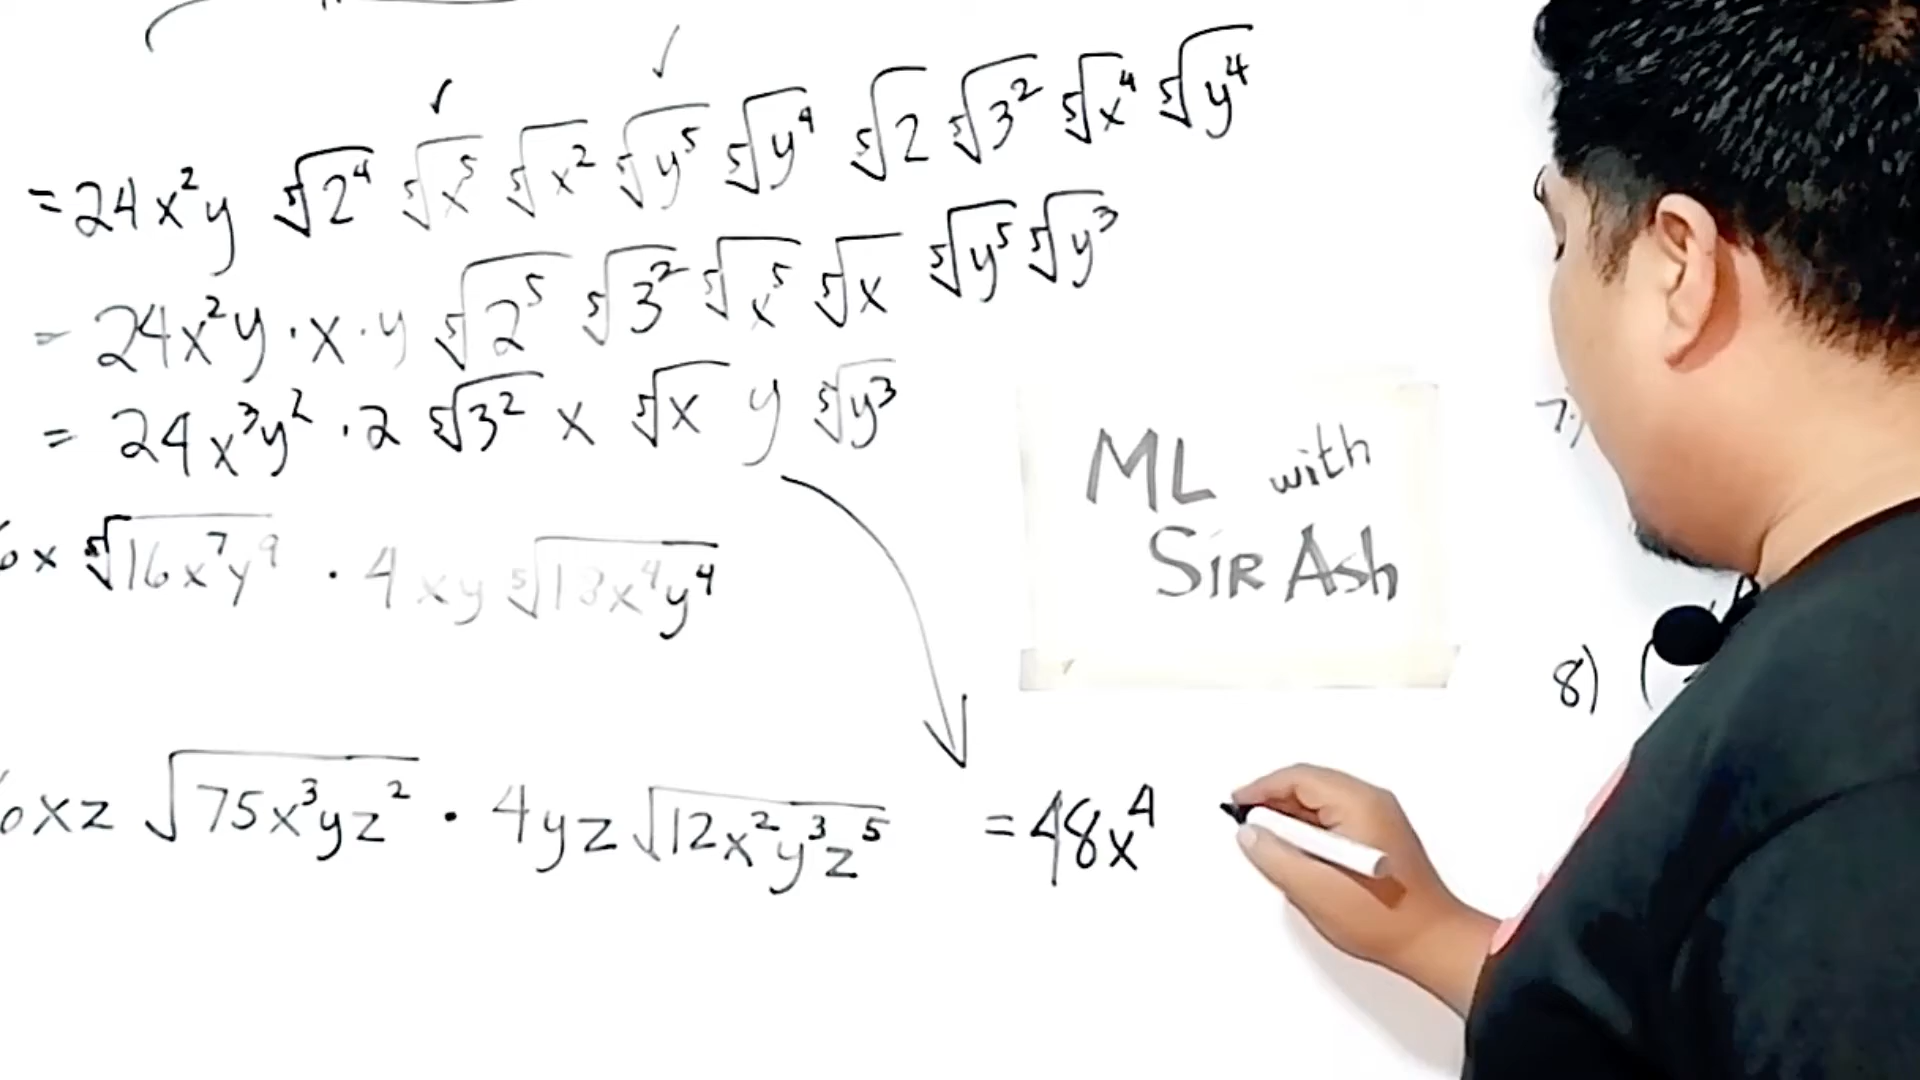 = 24x²y ⁵√2⁴ ⁵√x⁵ ⁵√x² ⁵√y⁵ ⁵√y⁴ ⁵√2 ⁵√3² ⁵√x⁴ ⁵√y⁴
= 24x²y · x · y ⁵√2⁵ ⁵√3² ⁵√x⁵ ⁵√x ⁵√y⁵ ⁵√y³
= 24x³y² · 2 ⁵√3² x ⁵√x y ⁵√y³
6x ⁵√16x⁷y⁹ · 4xy ⁵√18x⁴y⁴
6xz √75x³yz² · 4yz √12x²y³z⁵
= 48x⁴
ML with
Sir Ash
7)
8) (